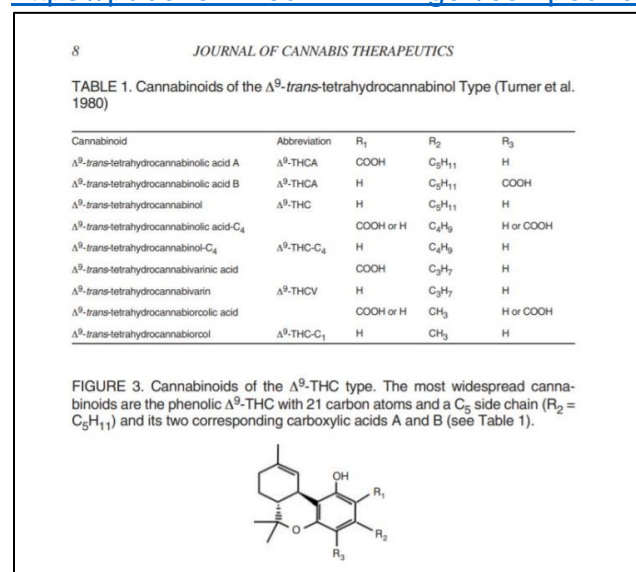 8 JOURNAL OF CANNABIS THERAPEUTICS
TABLE 1. Cannabinoids of the Δ⁹-trans-tetrahydrocannabinol Type (Turner et al.
1980)
Cannabinoid Abbreviation R₁ R₂ R₃
Δ⁹-trans-tetrahydrocannabinolic acid A Δ⁹-THCA COOH C₅H₁₁ H
Δ⁹-trans-tetrahydrocannabinolic acid B Δ⁹-THCA H C₅H₁₁ COOH
Δ⁹-trans-tetrahydrocannabinol Δ⁹-THC H C₅H₁₁ H
Δ⁹-trans-tetrahydrocannabinolic acid-C₄ COOH or H C₄H₉ H or COOH
Δ⁹-trans-tetrahydrocannabinol-C₄ Δ⁹-THC-C₄ H C₄H₉ H
Δ⁹-trans-tetrahydrocannabivarinic acid COOH C₃H₇ H
Δ⁹-trans-tetrahydrocannabivarin Δ⁹-THCV H C₃H₇ H
Δ⁹-trans-tetrahydrocannabiorcolic acid COOH or H CH₃ H or COOH
Δ⁹-trans-tetrahydrocannabiorcol Δ⁹-THC-C₁ H CH₃ H
FIGURE 3. Cannabinoids of the Δ⁹-THC type. The most widespread canna-
binoids are the phenolic Δ⁹-THC with 21 carbon atoms and a C₅ side chain (R₂ =
C₅H₁₁) and its two corresponding carboxylic acids A and B (see Table 1).
OH
R₁
R₂
O
R₃